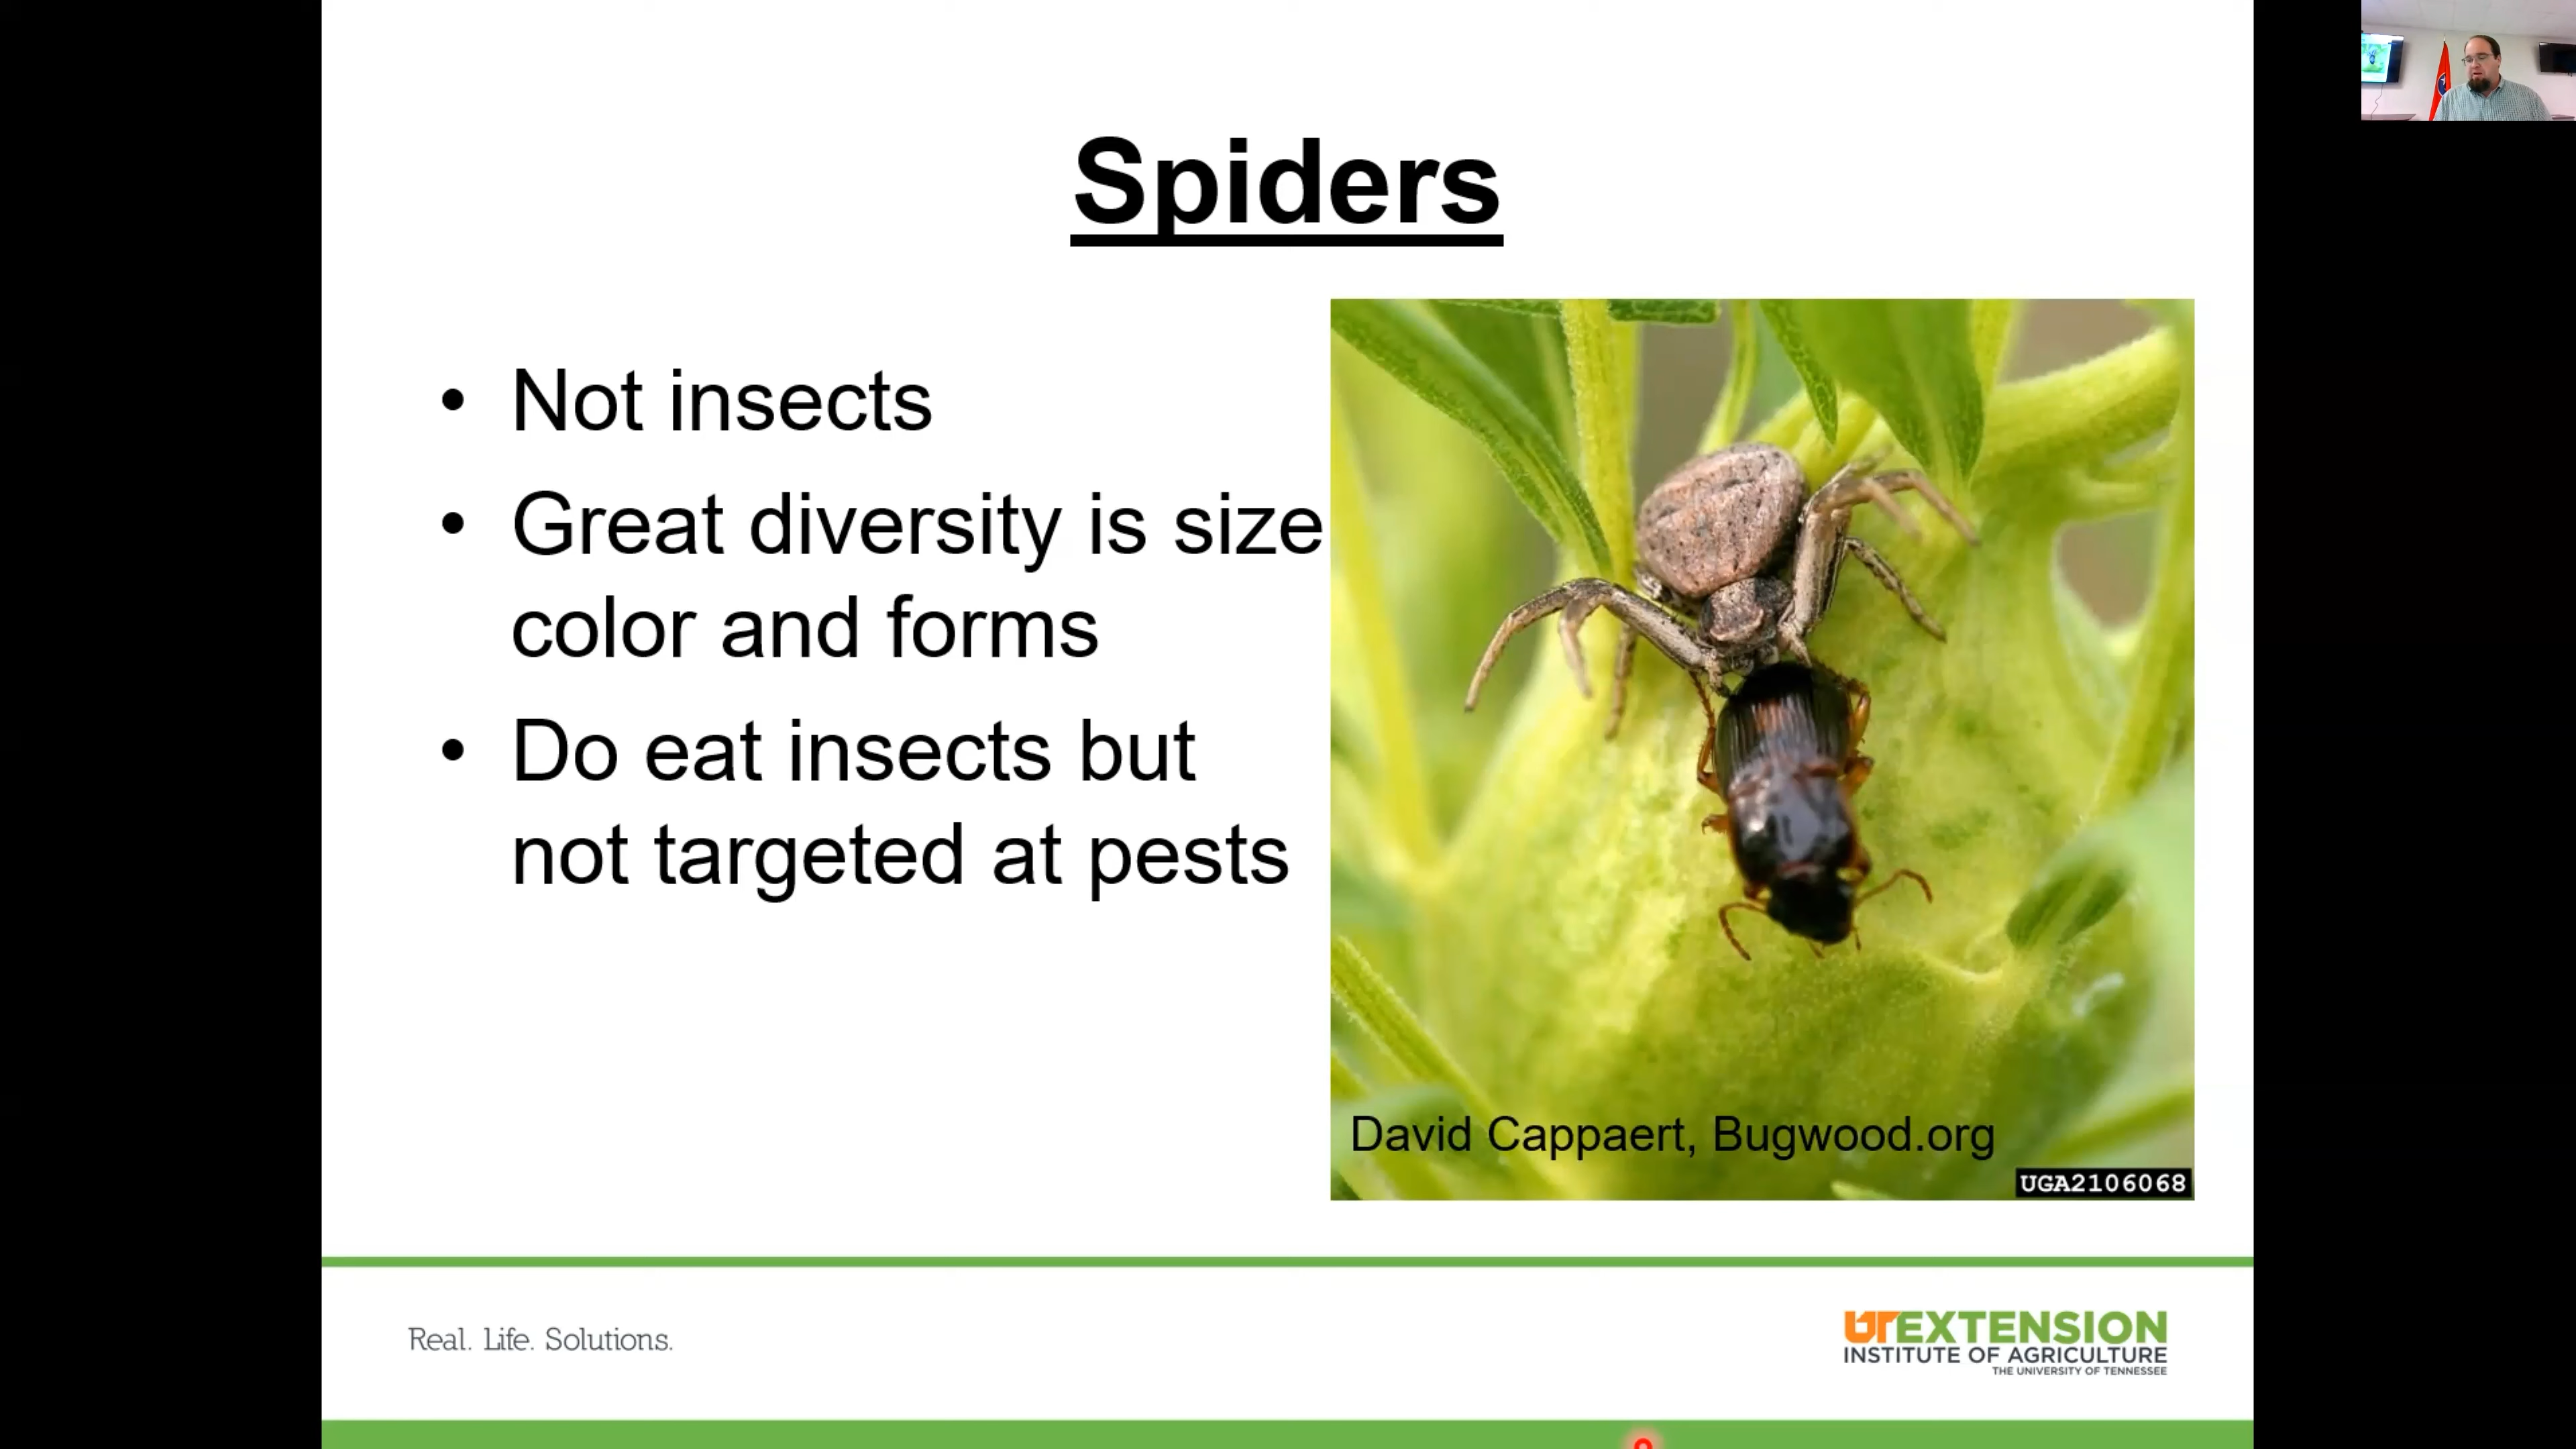 Spiders
• Not insects
• Great diversity is size
color and forms
• Do eat insects but
not targeted at pests
David Cappaert, Bugwood.org
UGA2106068
Real. Life. Solutions.
UTEXTENSION
INSTITUTE OF AGRICULTURE
THE UNIVERSITY OF TENNESSEE